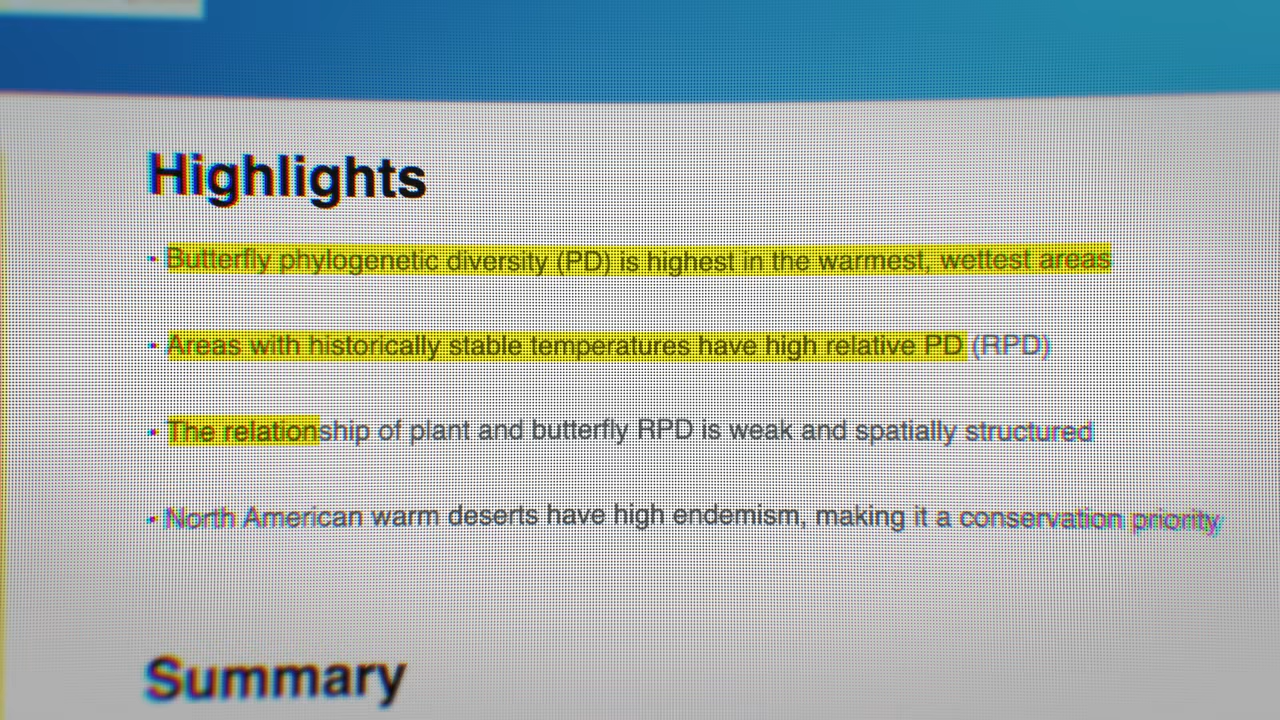 Highlights
• Butterfly phylogenetic diversity (PD) is highest in the warmest, wettest areas
• Areas with historically stable temperatures have high relative PD (RPD)
• The relationship of plant and butterfly RPD is weak and spatially structured
• North American warm deserts have high endemism, making it a conservation priority
Summary